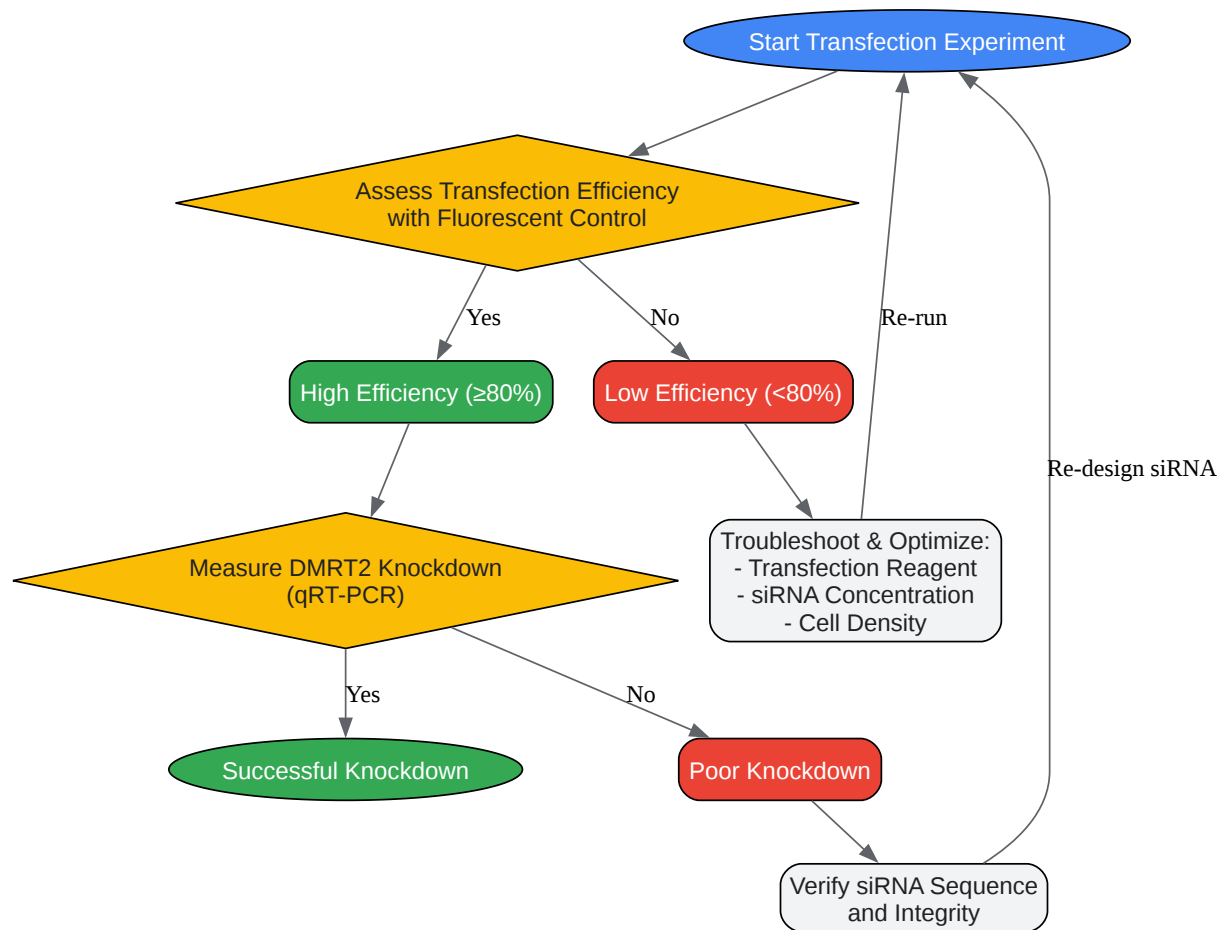 Start Transfection Experiment
Assess Transfection Efficiency
with Fluorescent Control
Yes
No
Re-run
High Efficiency (≥80%)
Low Efficiency (<80%)
Re-design siRNA
Measure DMRT2 Knockdown
(qRT-PCR)
Troubleshoot & Optimize:
- Transfection Reagent
- siRNA Concentration
- Cell Density
Yes
No
Successful Knockdown
Poor Knockdown
Verify siRNA Sequence
and Integrity